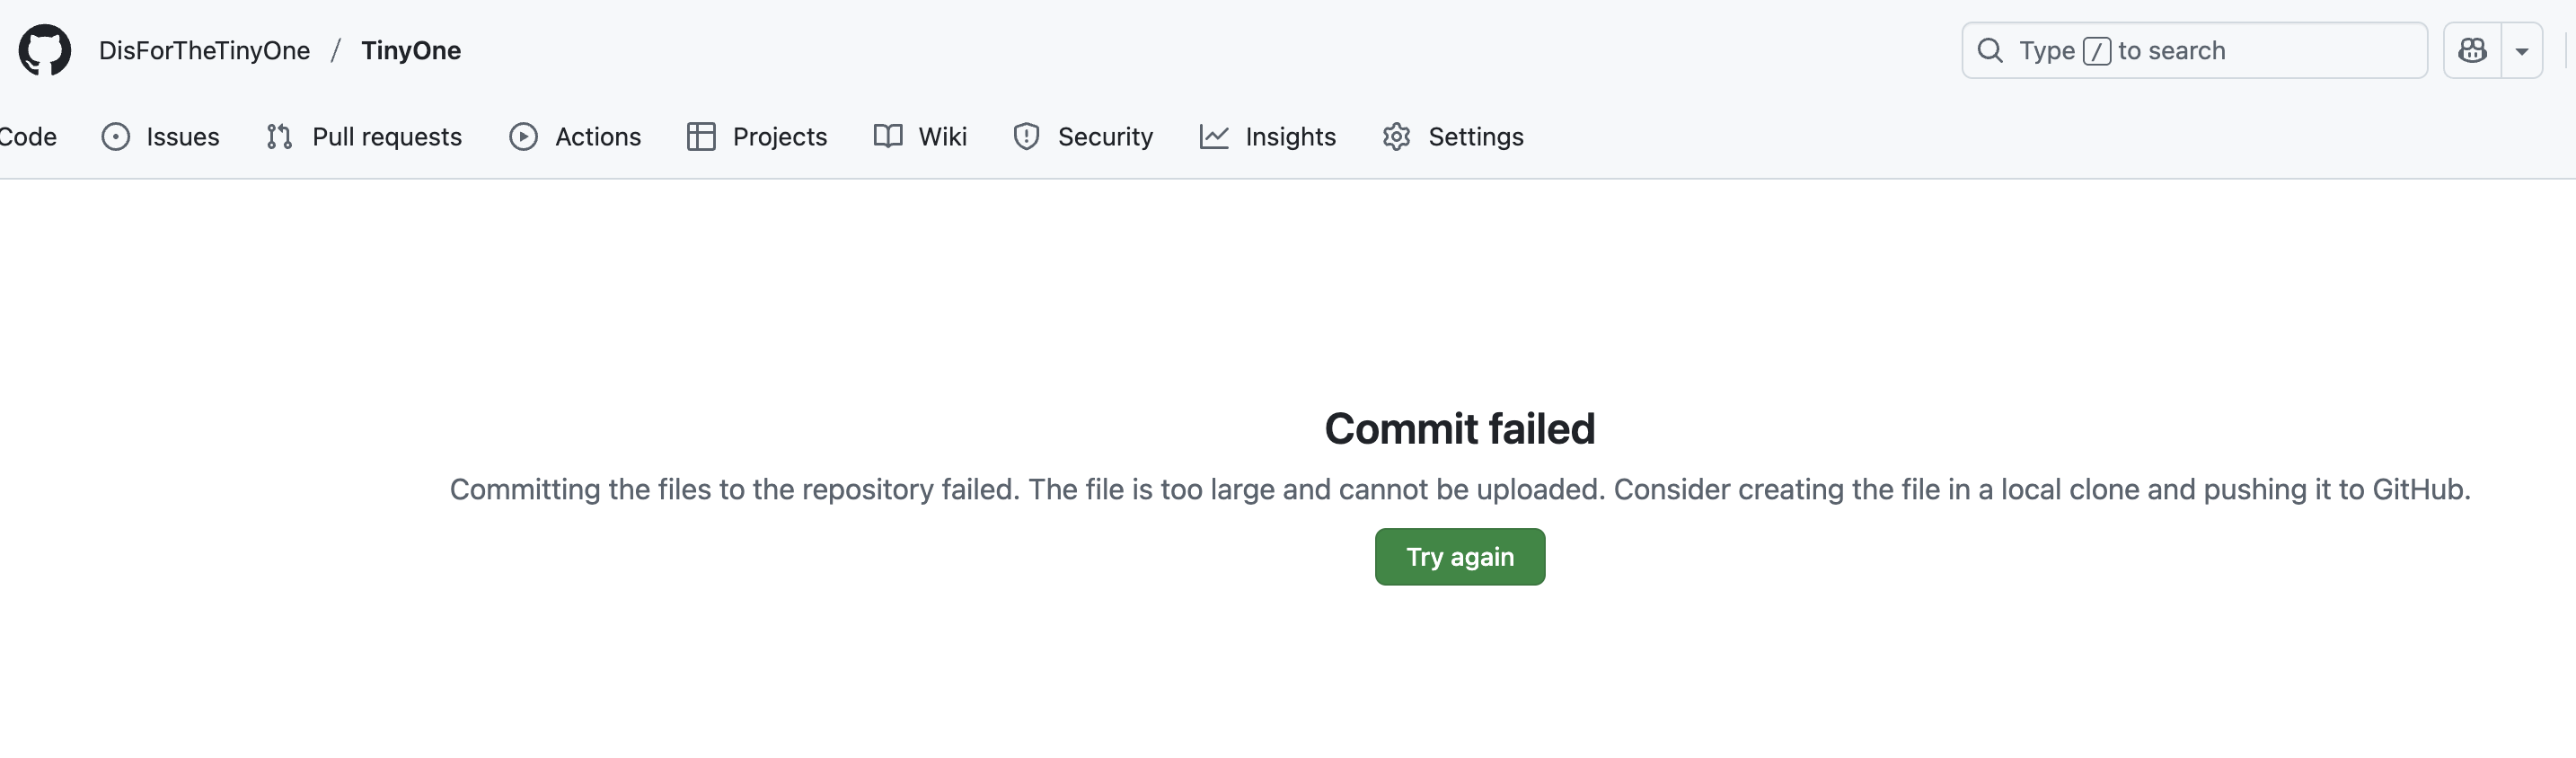 DisForTheTinyOne / TinyOne
Type / to search
Code Issues Pull requests Actions Projects Wiki Security Insights Settings
Commit failed
Committing the files to the repository failed. The file is too large and cannot be uploaded. Consider creating the file in a local clone and pushing it to GitHub.
Try again